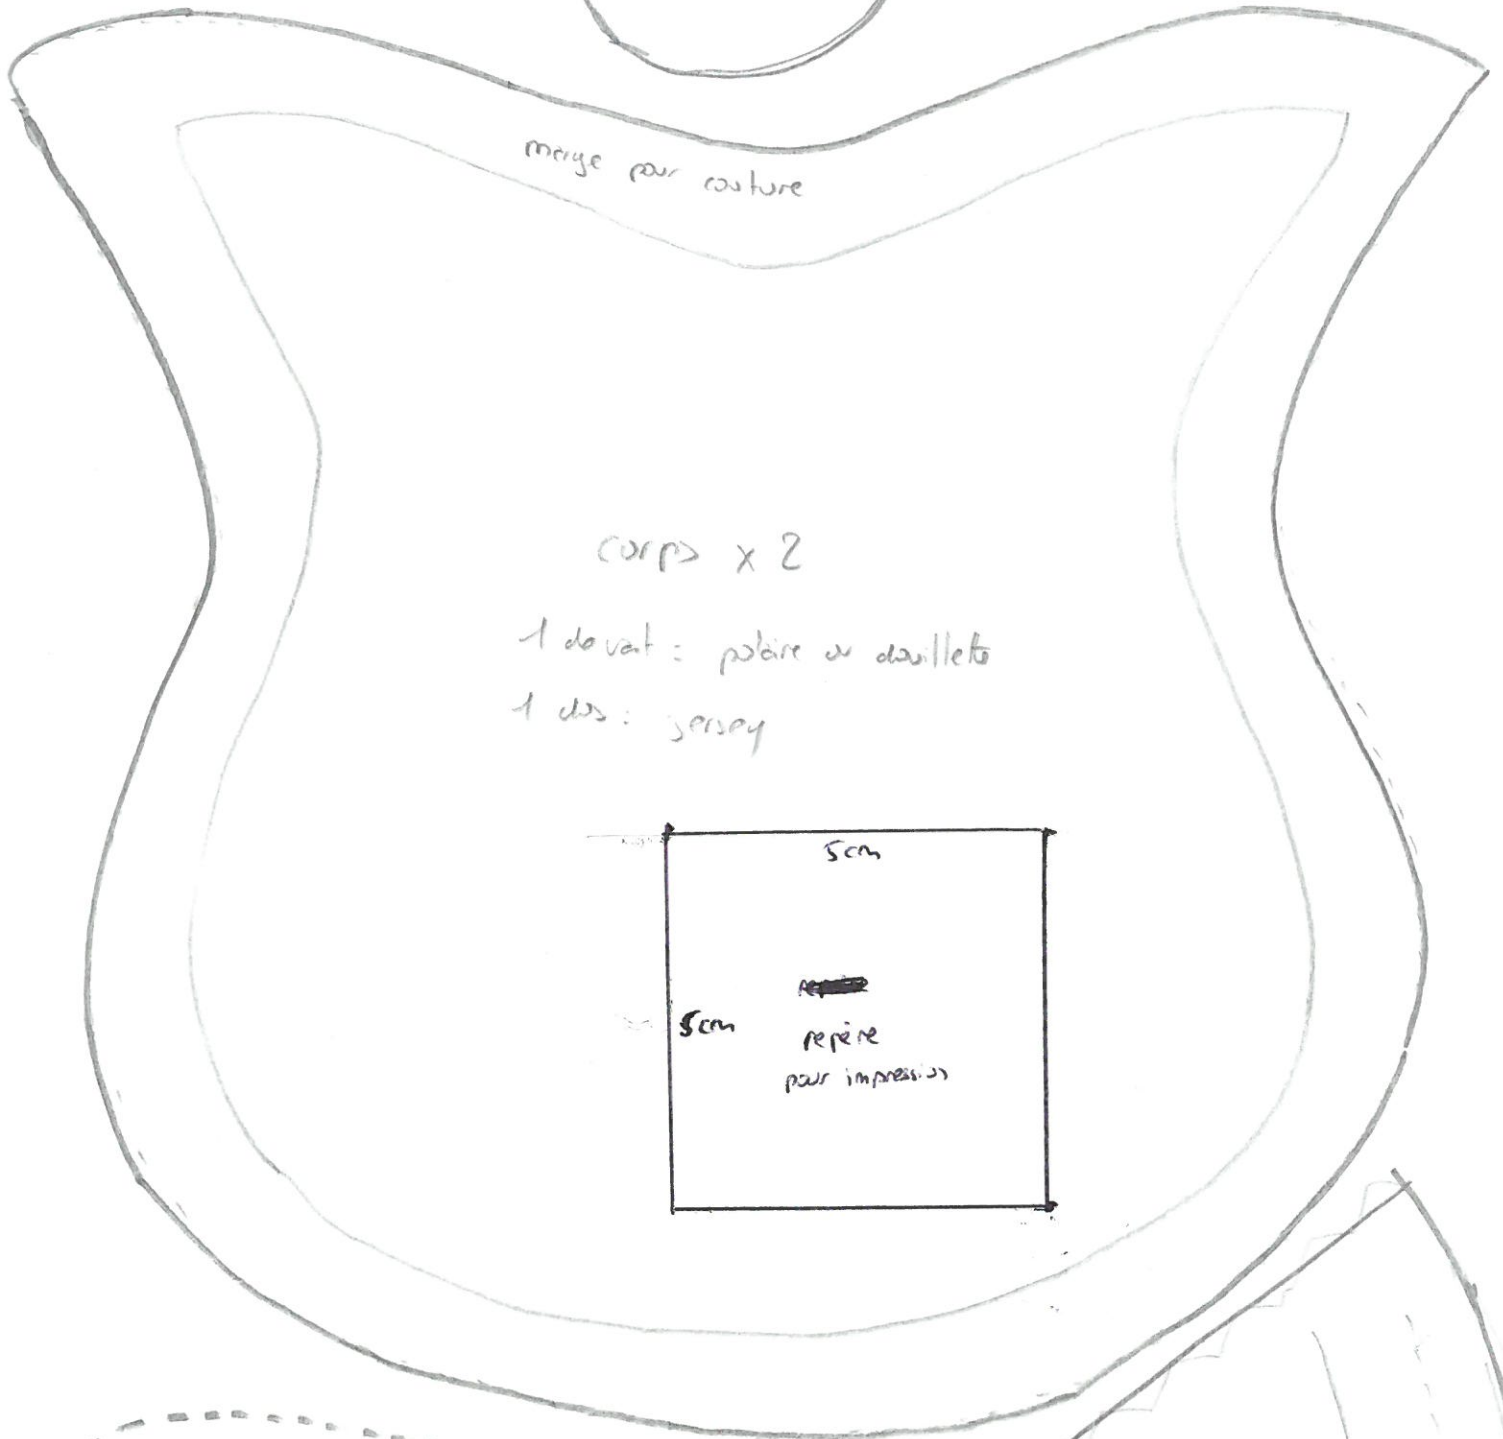 marge pour couture
corps x 2
1 devant : polaire ou douillette
1 dos : jersey
5cm
5cm
repère
pour impression